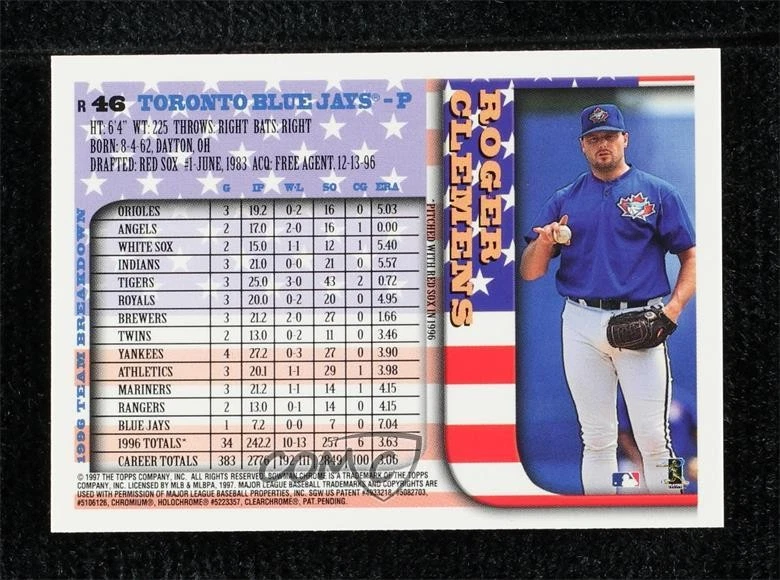 R 46 TORONTO BLUE JAYS® - P
HT: 6'4" WT: 225 THROWS: RIGHT BATS: RIGHT
BORN: 8-4-62, DAYTON, OH
DRAFTED: RED SOX #1-JUNE, 1983 ACQ: FREE AGENT, 12-13-96
G IP W-L SO CG ERA
ORIOLES 3 19.2 0-2 16 0 5.03
ANGELS 2 17.0 2-0 16 1 0.00
WHITE SOX 2 15.0 1-1 12 1 5.40
INDIANS 3 21.0 0-0 21 0 5.57
TIGERS 3 25.0 3-0 43 2 0.72
ROYALS 3 20.0 0-2 20 0 4.95
BREWERS 3 21.2 2-0 27 0 1.66
TWINS 2 13.0 0-2 11 0 3.46
YANKEES 4 27.2 0-3 27 0 3.90
ATHLETICS 3 20.1 1-1 29 1 3.98
MARINERS 3 21.2 1-1 14 1 4.15
RANGERS 2 13.0 0-1 14 0 4.15
BLUE JAYS 1 7.2 0-0 7 0 7.04
1996 TOTALS* 34 242.2 10-13 257 6 3.63
CAREER TOTALS 383 2776 192-111 2849 100 3.06
1996 TEAM BREAKDOWN
*PITCHED WITH RED SOX IN 1996
ROGER
CLEMENS
© 1997 THE TOPPS COMPANY, INC. ALL RIGHTS RESERVED. BOWMAN CHROME IS A TRADEMARK OF THE TOPPS
COMPANY, INC. LICENSED BY MLB & MLBPA, 1997. MAJOR LEAGUE BASEBALL TRADEMARKS AND COPYRIGHTS ARE
USED WITH PERMISSION OF MAJOR LEAGUE BASEBALL PROPERTIES, INC. SGW US PATENT #4933218, #5082703,
#5106126, CHROMIUM®, HOLOCHROME® #5223357, CLEARCHROME®, PAT. PENDING.
COMC